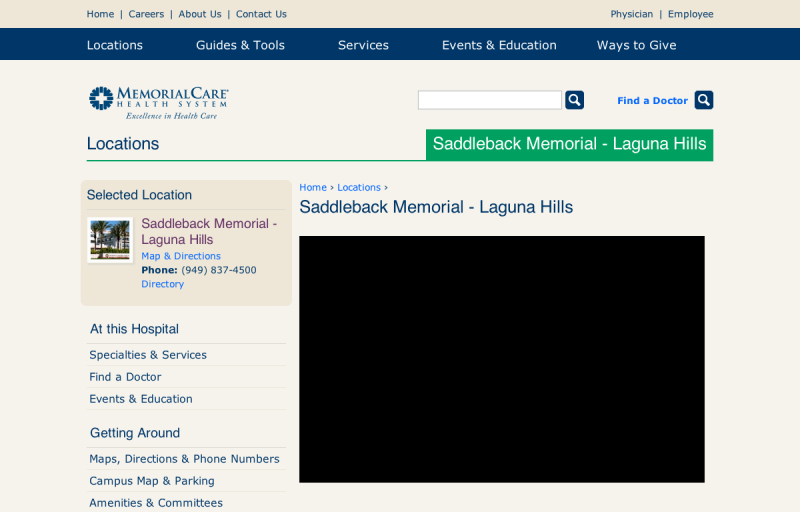 Home | Careers | About Us | Contact Us
Physician | Employee
Locations Guides & Tools Services Events & Education Ways to Give
MEMORIALCARE
HEALTH SYSTEM
Excellence in Health Care
Find a Doctor
Locations
Saddleback Memorial - Laguna Hills
Selected Location
Saddleback Memorial -
Laguna Hills
Map & Directions
Phone: (949) 837-4500
Directory
At this Hospital
Specialties & Services
Find a Doctor
Events & Education
Getting Around
Maps, Directions & Phone Numbers
Campus Map & Parking
Amenities & Committees
Home › Locations ›
Saddleback Memorial - Laguna Hills